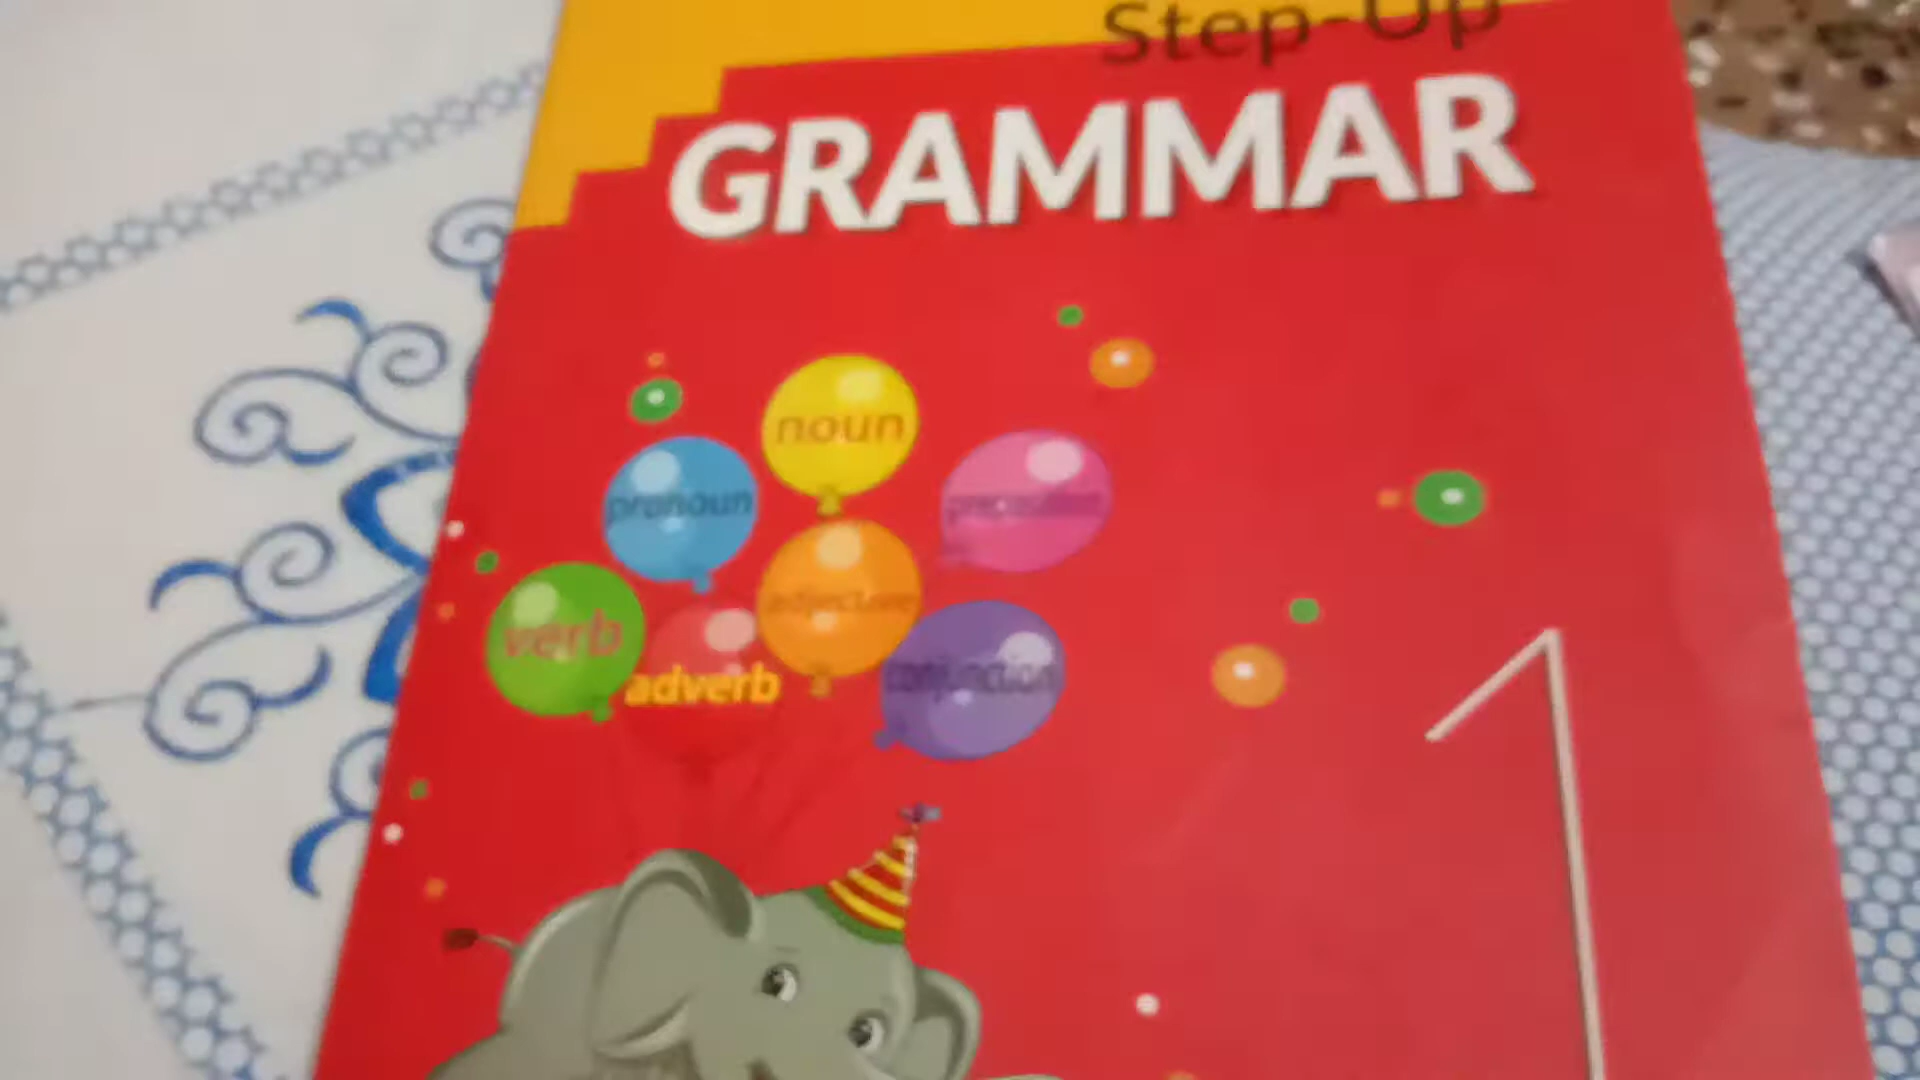 Step-Up
GRAMMAR
noun
pronoun
preposition
adjective
verb
adverb
conjunction
1